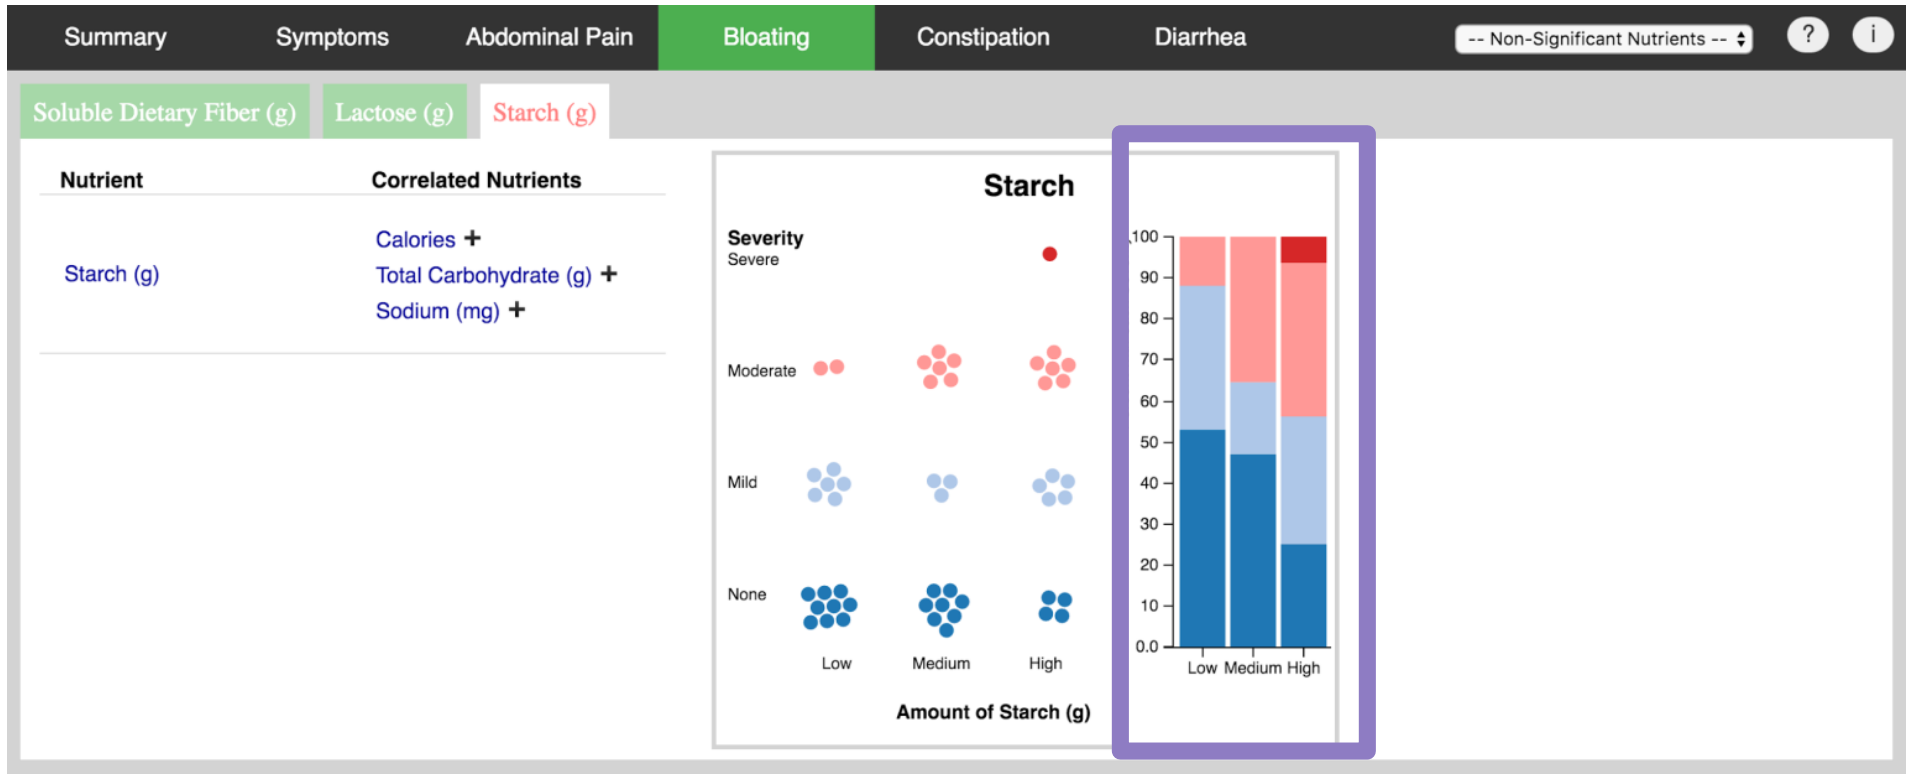 Summary Symptoms Abdominal Pain Bloating Constipation Diarrhea -- Non-Significant Nutrients -- ? i
Soluble Dietary Fiber (g) Lactose (g) Starch (g)
Nutrient Correlated Nutrients
Starch (g)
Calories +
Total Carbohydrate (g) +
Sodium (mg) +
Starch
Severity
Severe
Moderate
Mild
None
Low Medium High
Amount of Starch (g)
100
90
80
70
60
50
40
30
20
10
0.0
Low Medium High